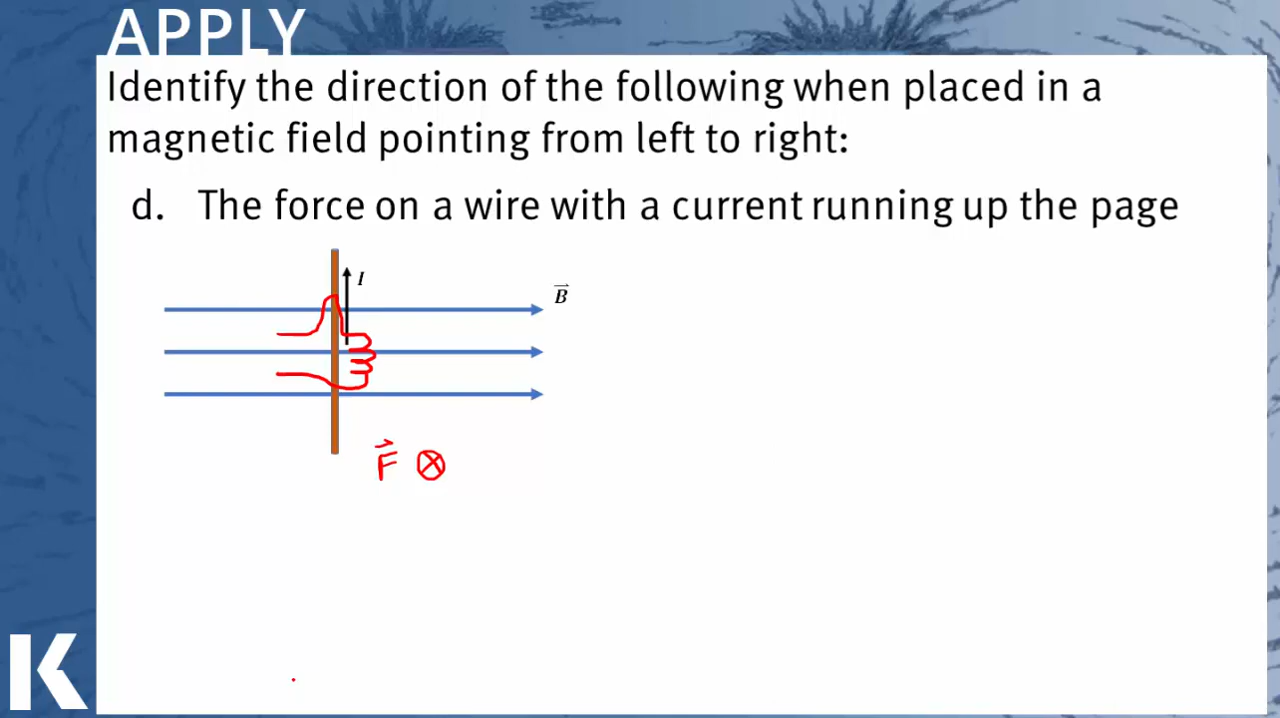 APPLY
Identify the direction of the following when placed in a
magnetic field pointing from left to right:
d. The force on a wire with a current running up the page
I
B⃗
F⃗ ⊗
K